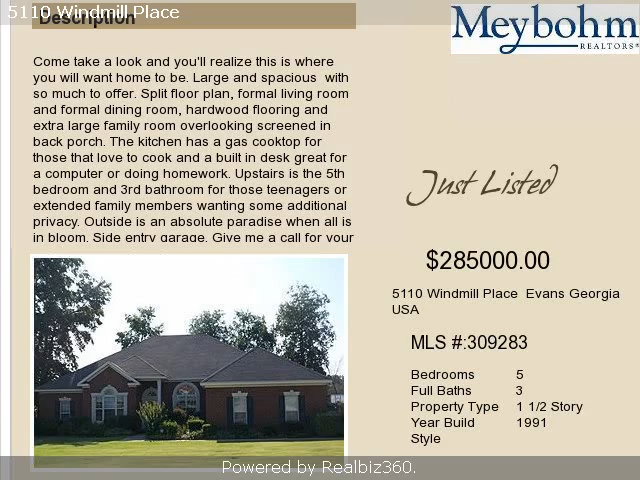 5110 Windmill Place
Description
Come take a look and you'll realize this is where
you will want home to be. Large and spacious with
so much to offer. Split floor plan, formal living room
and formal dining room, hardwood flooring and
extra large family room overlooking screened in
back porch. The kitchen has a gas cooktop for
those that love to cook and a built in desk great for
a computer or doing homework. Upstairs is the 5th
bedroom and 3rd bathroom for those teenagers or
extended family members wanting some additional
privacy. Outside is an absolute paradise when all is
in bloom. Side entry garage. Give me a call for your
Meybohm
REALTORS®
Just Listed
$285000.00
5110 Windmill Place Evans Georgia
USA
MLS #:309283
Bedrooms 5
Full Baths 3
Property Type 1 1/2 Story
Year Build 1991
Style
Powered by Realbiz360.